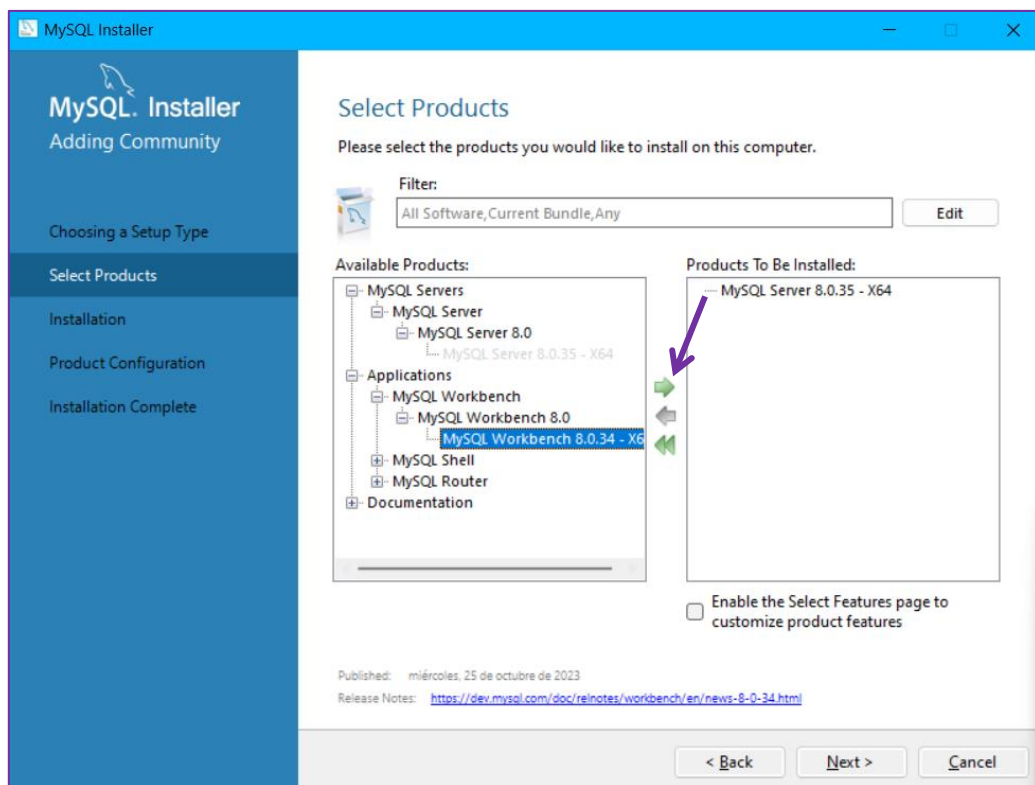 MySQL Installer
MySQL. Installer
Adding Community
Choosing a Setup Type
Select Products
Installation
Product Configuration
Installation Complete
Select Products
Please select the products you would like to install on this computer.
Filter:
All Software,Current Bundle,Any
Edit
Available Products:
MySQL Servers
MySQL Server
MySQL Server 8.0
MySQL Server 8.0.35 - X64
Applications
MySQL Workbench
MySQL Workbench 8.0
MySQL Workbench 8.0.34 - X6
MySQL Shell
MySQL Router
Documentation
Products To Be Installed:
MySQL Server 8.0.35 - X64
Enable the Select Features page to
customize product features
Published: miércoles, 25 de octubre de 2023
Release Notes: https://dev.mysql.com/doc/relnotes/workbench/en/news-8-0-34.html
< Back
Next >
Cancel